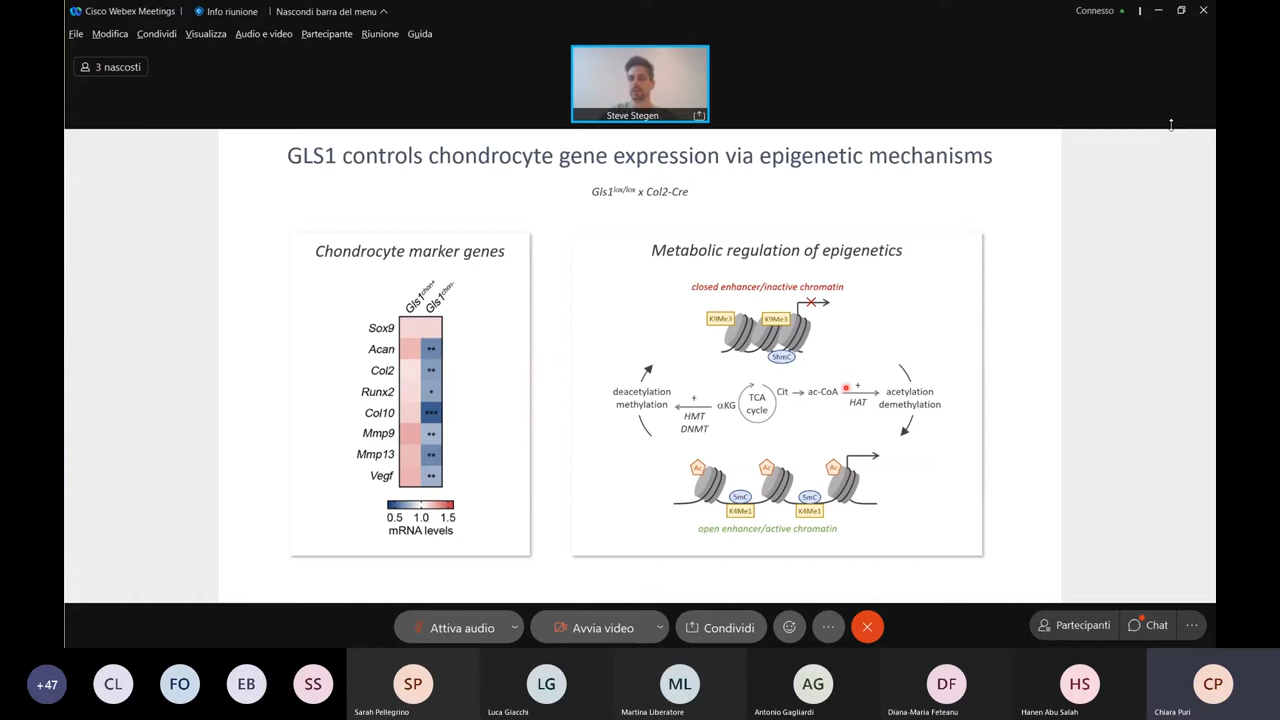 Cisco Webex Meetings
Info riunione
Nascondi barra del menu
Connesso
File Modifica Condividi Visualizza Audio e video Partecipante Riunione Guida
3 nascosti
Steve Stegen
GLS1 controls chondrocyte gene expression via epigenetic mechanisms
Gls1lox/lox x Col2-Cre
Chondrocyte marker genes
Gls1chon+ Gls1chon-
Sox9
Acan **
Col2 **
Runx2 *
Col10 ***
Mmp9 **
Mmp13 **
Vegf **
0.5 1.0 1.5
mRNA levels
Metabolic regulation of epigenetics
closed enhancer/inactive chromatin
K9Me3 K9Me3
5hmC
deacetylation
methylation
+
HMT
DNMT
αKG
TCA
cycle
Cit
ac-CoA
+
HAT
acetylation
demethylation
Ac Ac Ac
5mC 5mC
K4Me1 K4Me1
open enhancer/active chromatin
Attiva audio
Avvia video
Condividi
Partecipanti
Chat
+47 CL FO EB SS SP LG ML AG DF HS CP
Sarah Pellegrino
Luca Giacchi
Martina Liberatore
Antonio Gagliardi
Diana-Maria Feteanu
Hanen Abu Salah
Chiara Puri